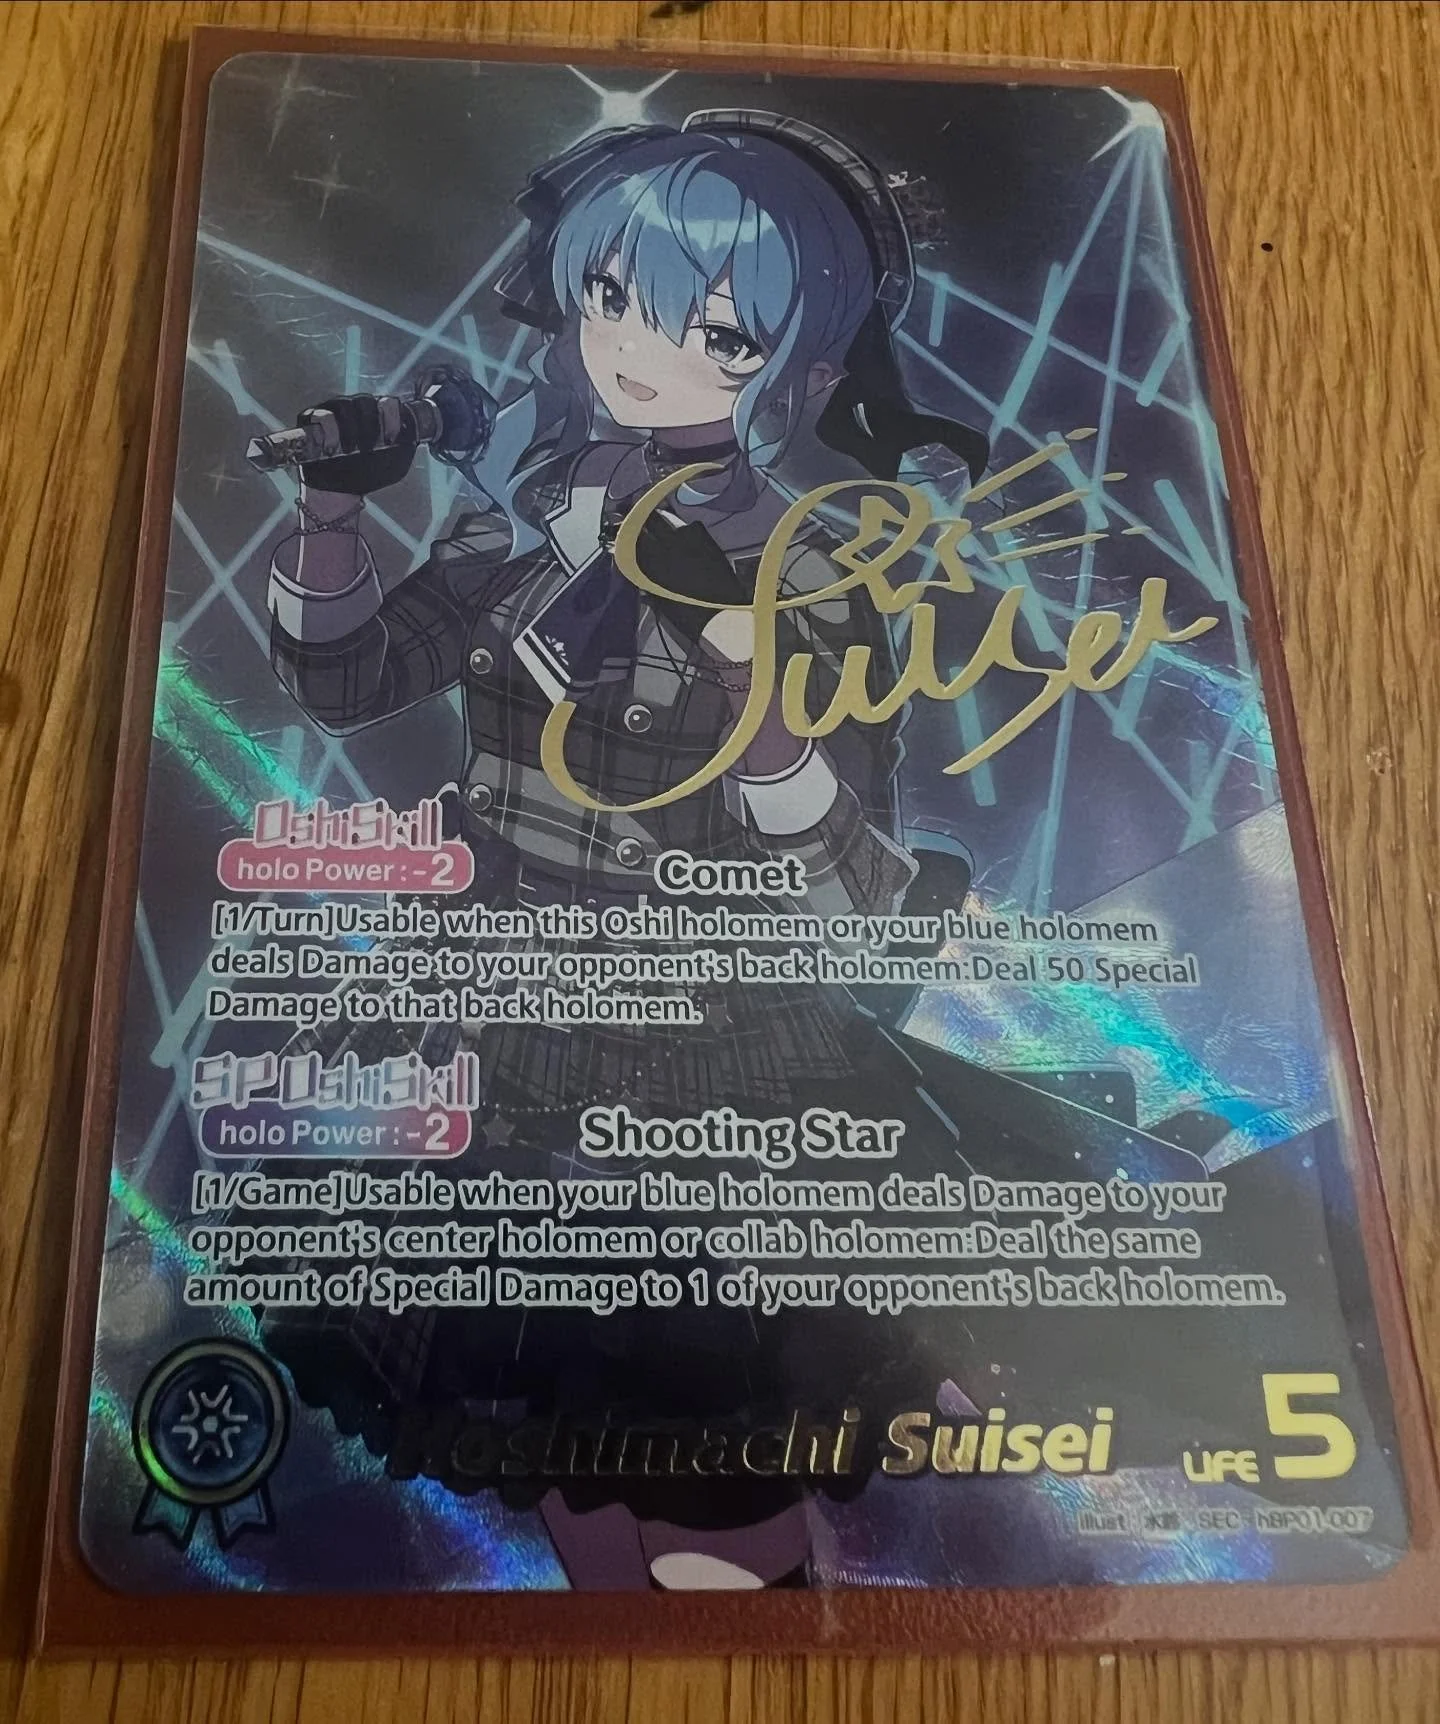 Suisei
OshiSkill
holo Power:-2
Comet
[1/Turn]Usable when this Oshi holomem or your blue holomem
deals Damage to your opponent's back holomem:Deal 50 Special
Damage to that back holomem.
SP OshiSkill
holo Power:-2
Shooting Star
[1/Game]Usable when your blue holomem deals Damage to your
opponent's center holomem or collab holomem:Deal the same
amount of Special Damage to 1 of your opponent's back holomem.
Hoshimachi Suisei
LIFE 5
illust SEC hBP01-007